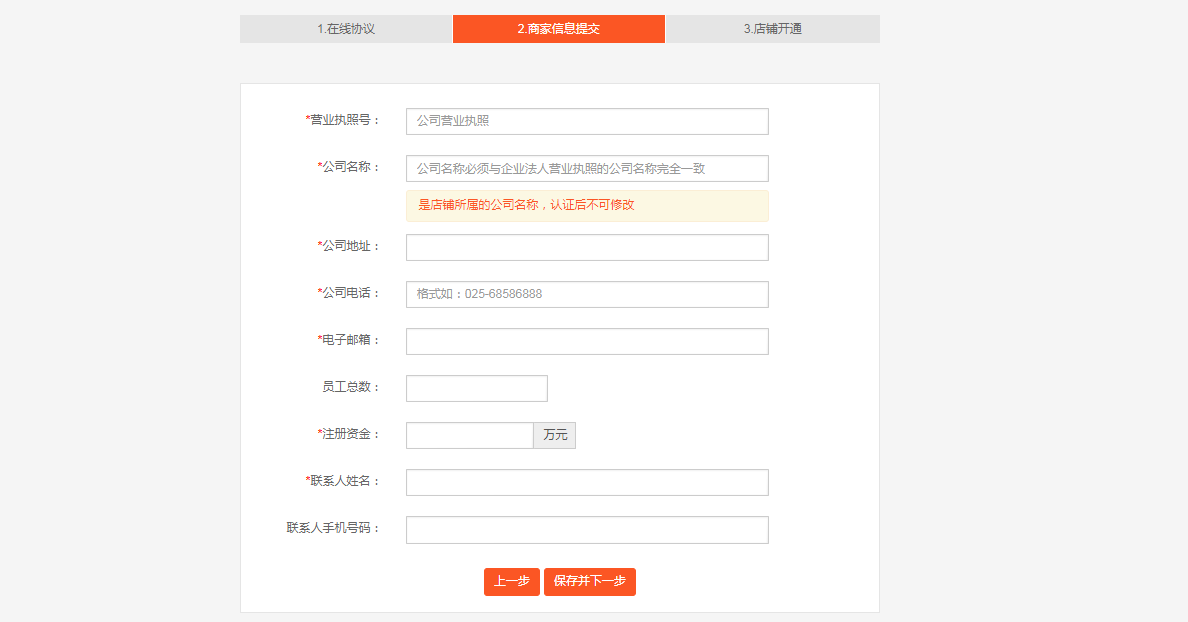 1.在线协议 2.商家信息提交 3.店铺开通
*营业执照号： 公司营业执照
*公司名称： 公司名称必须与企业法人营业执照的公司名称完全一致
是店铺所属的公司名称，认证后不可修改
*公司地址：
*公司电话： 格式如：025-68586888
*电子邮箱：
员工总数：
*注册资金： 万元
*联系人姓名：
联系人手机号码：
上一步 保存并下一步